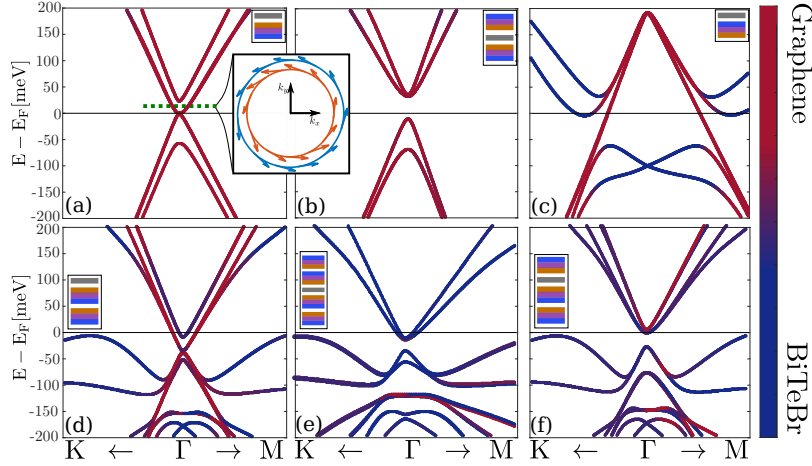 200
150
100
50
0
-50
-100
-150
-200
E − E_F [meV]
(a)
k_y
k_x
(b)
(c)
Graphene
BiTeBr
200
150
100
50
0
-50
-100
-150
-200
E − E_F [meV]
(d)
(e)
(f)
K ← Γ → M K ← Γ → M K ← Γ → M